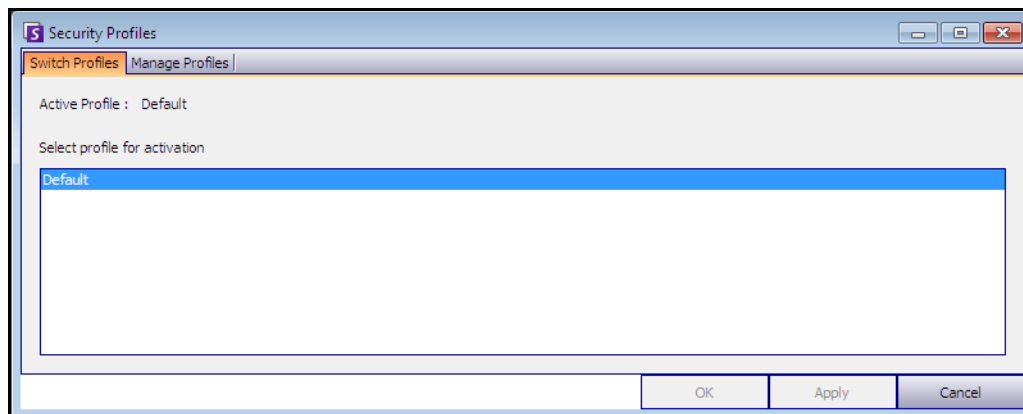 S Security Profiles
Switch Profiles Manage Profiles
Active Profile : Default
Select profile for activation
Default
OK Apply Cancel